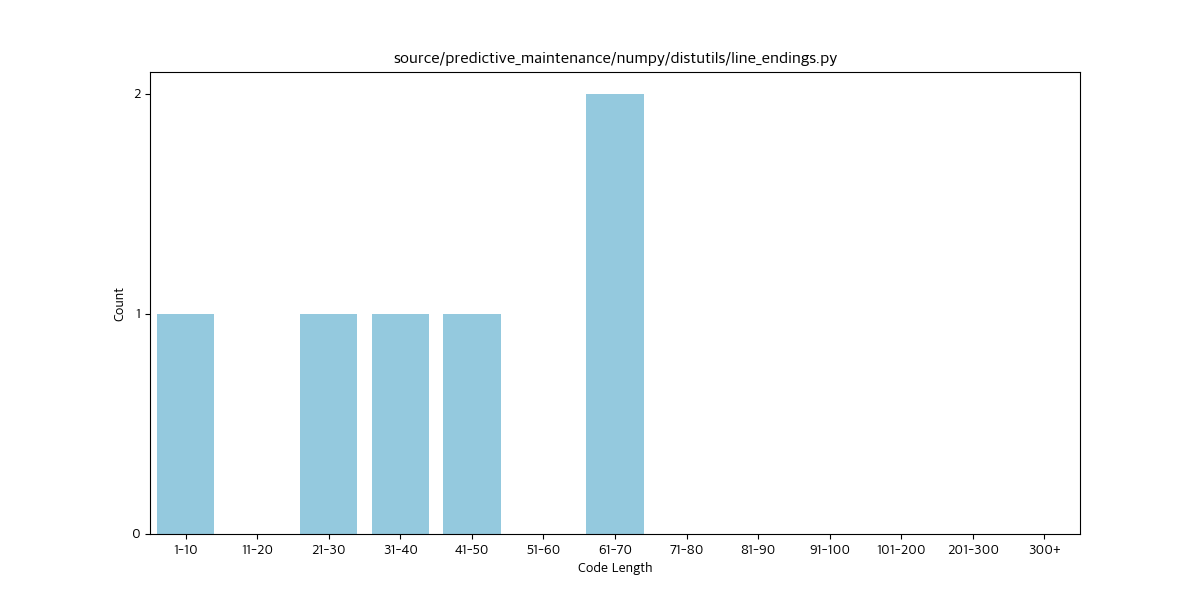 source/predictive_maintenance/numpy/distutils/line_endings.py
2
1
0
Count
1-10 11-20 21-30 31-40 41-50 51-60 61-70 71-80 81-90 91-100 101-200 201-300 300+
Code Length